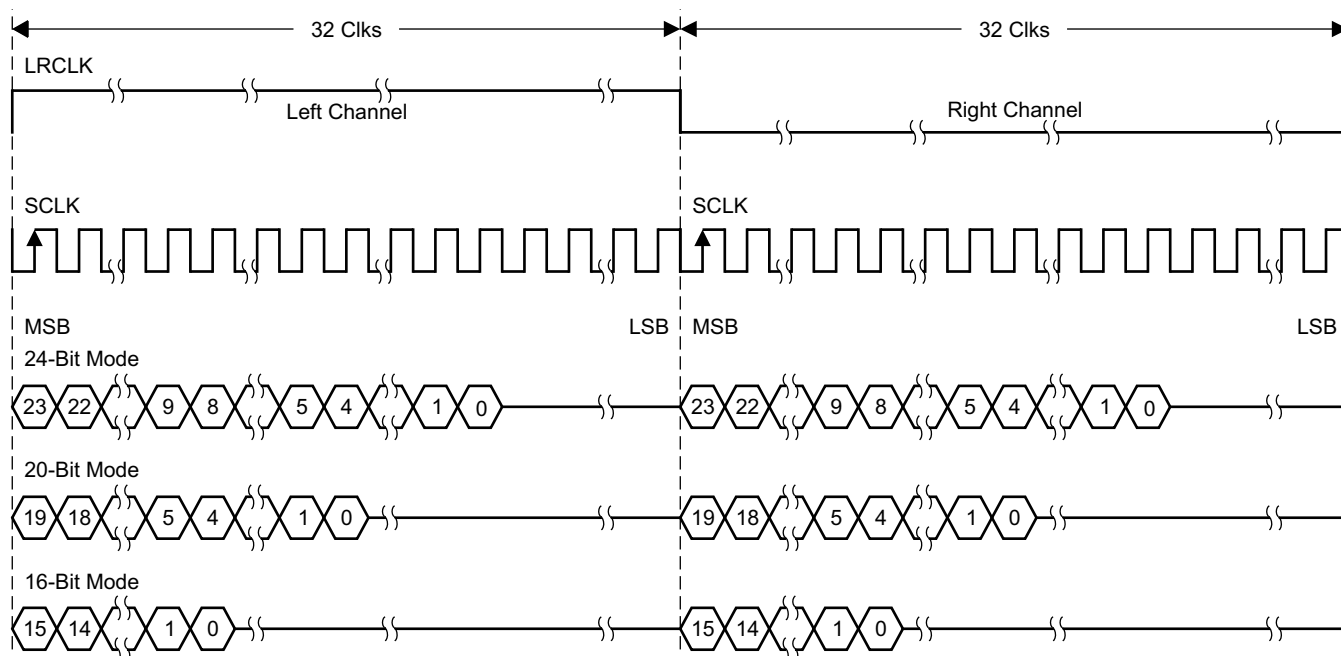 32 Clks 32 Clks
LRCLK
Left Channel Right Channel
SCLK SCLK
MSB LSB MSB LSB
24-Bit Mode
23 22 9 8 5 4 1 0 23 22 9 8 5 4 1 0
20-Bit Mode
19 18 5 4 1 0 19 18 5 4 1 0
16-Bit Mode
15 14 1 0 15 14 1 0